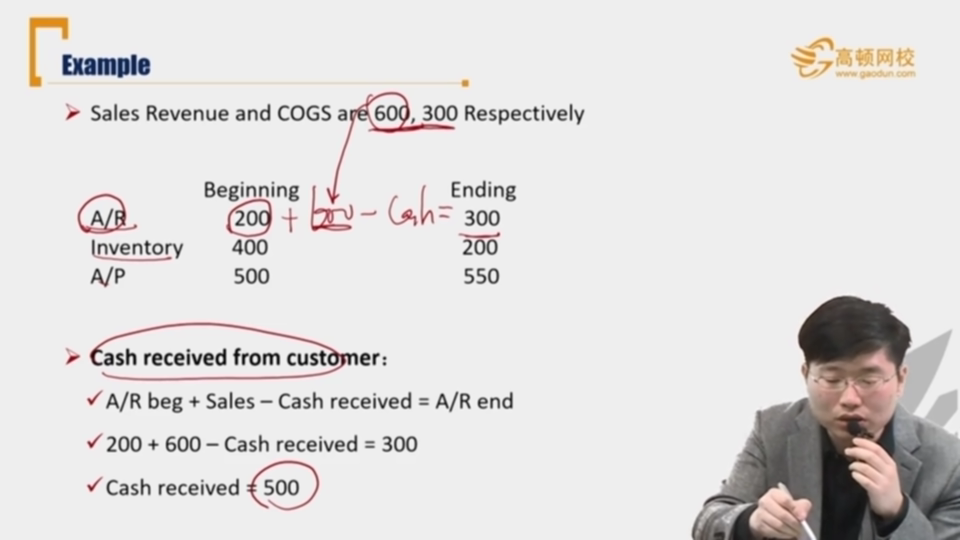 Example
高顿网校
www.gaodun.com
Sales Revenue and COGS are 600, 300 Respectively
Beginning Ending
A/R 200 + 600 - Cash = 300
Inventory 400 200
A/P 500 550
Cash received from customer:
A/R beg + Sales – Cash received = A/R end
200 + 600 – Cash received = 300
Cash received = 500